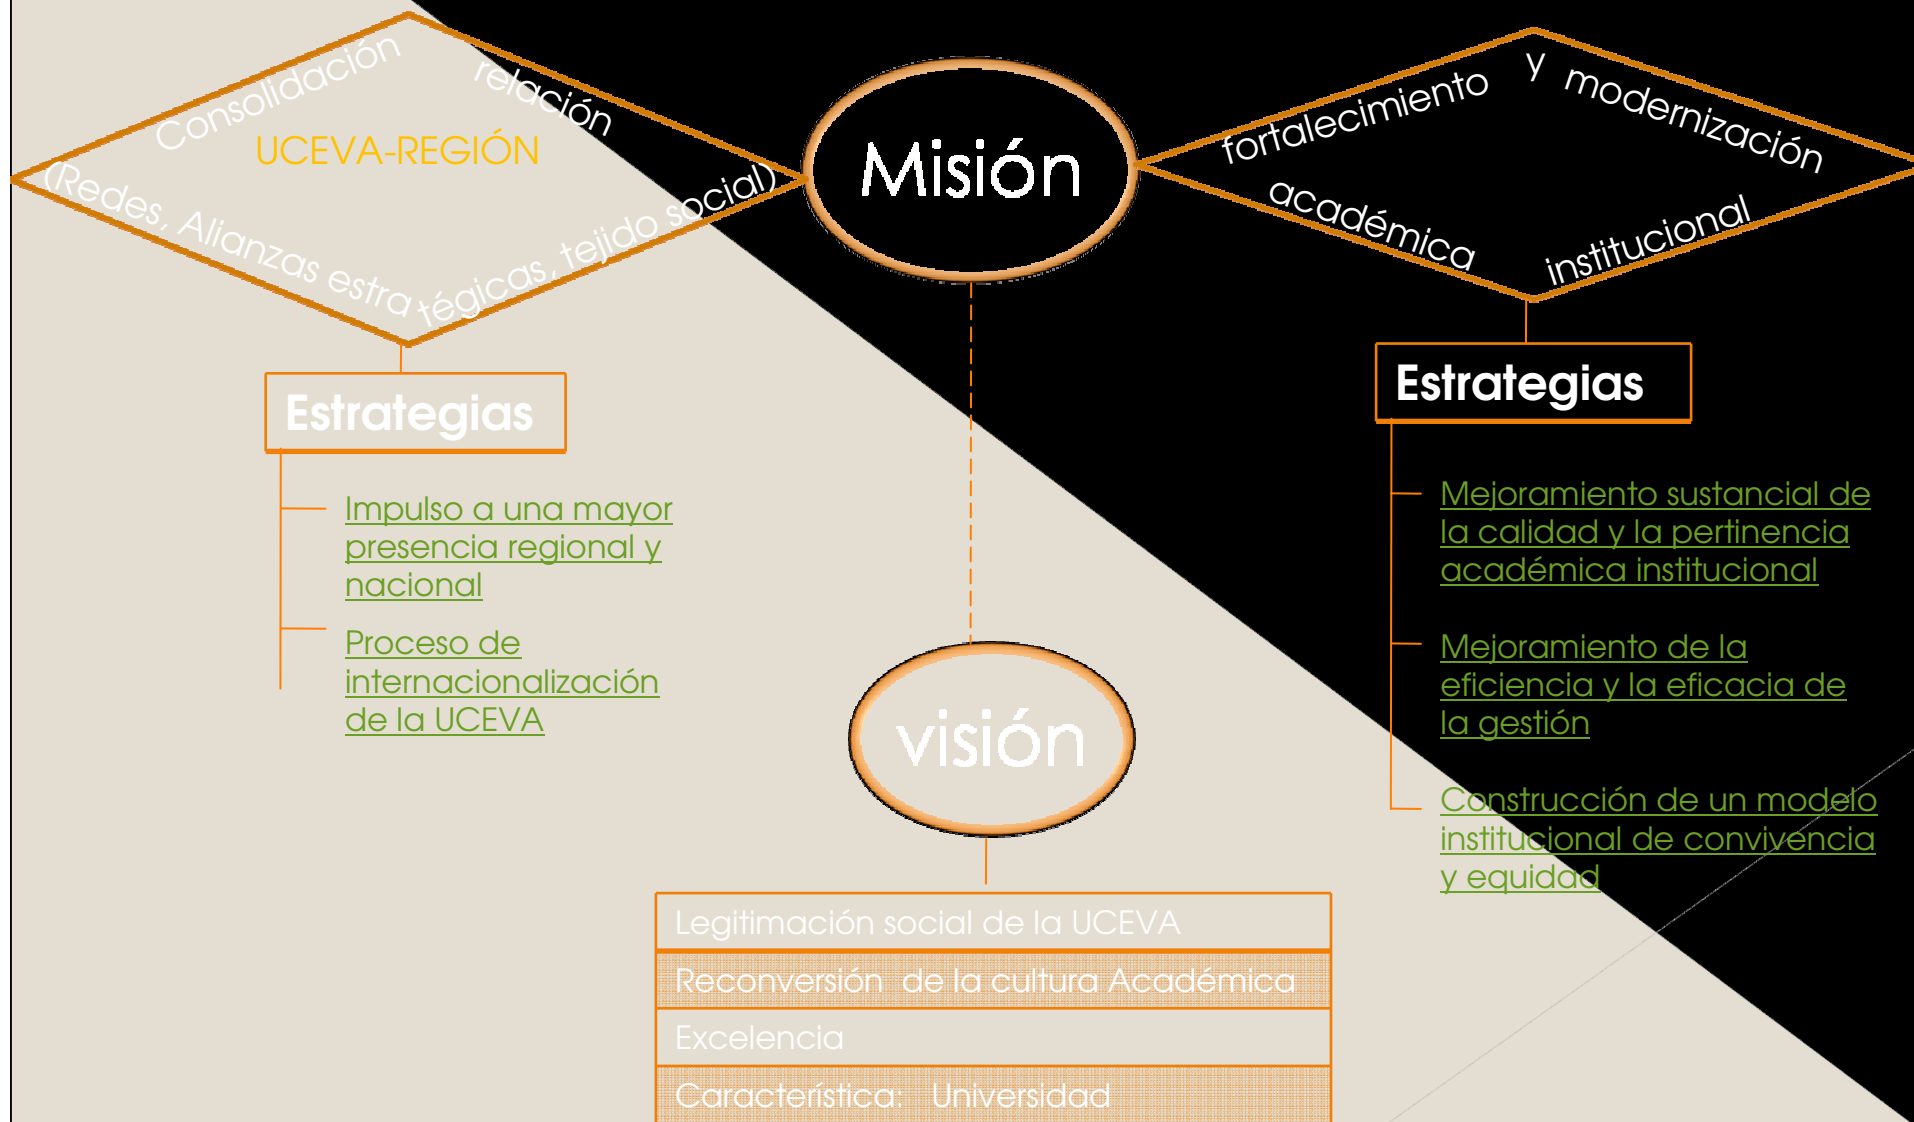 Consolidación relación
UCEVA-REGIÓN
(Redes, Alianzas estra tégicas, tejido social)
Estrategias
Impulso a una mayor
presencia regional y
nacional
Proceso de
internacionalización
de la UCEVA
Misión
visión
Legitimación social de la UCEVA
Reconversión de la cultura Académica
Excelencia
Característica: Universidad
fortalecimiento y modernización
académica institucional
Estrategias
Mejoramiento sustancial de
la calidad y la pertinencia
académica institucional
Mejoramiento de la
eficiencia y la eficacia de
la gestión
Construcción de un modelo
institucional de convivencia
y equidad